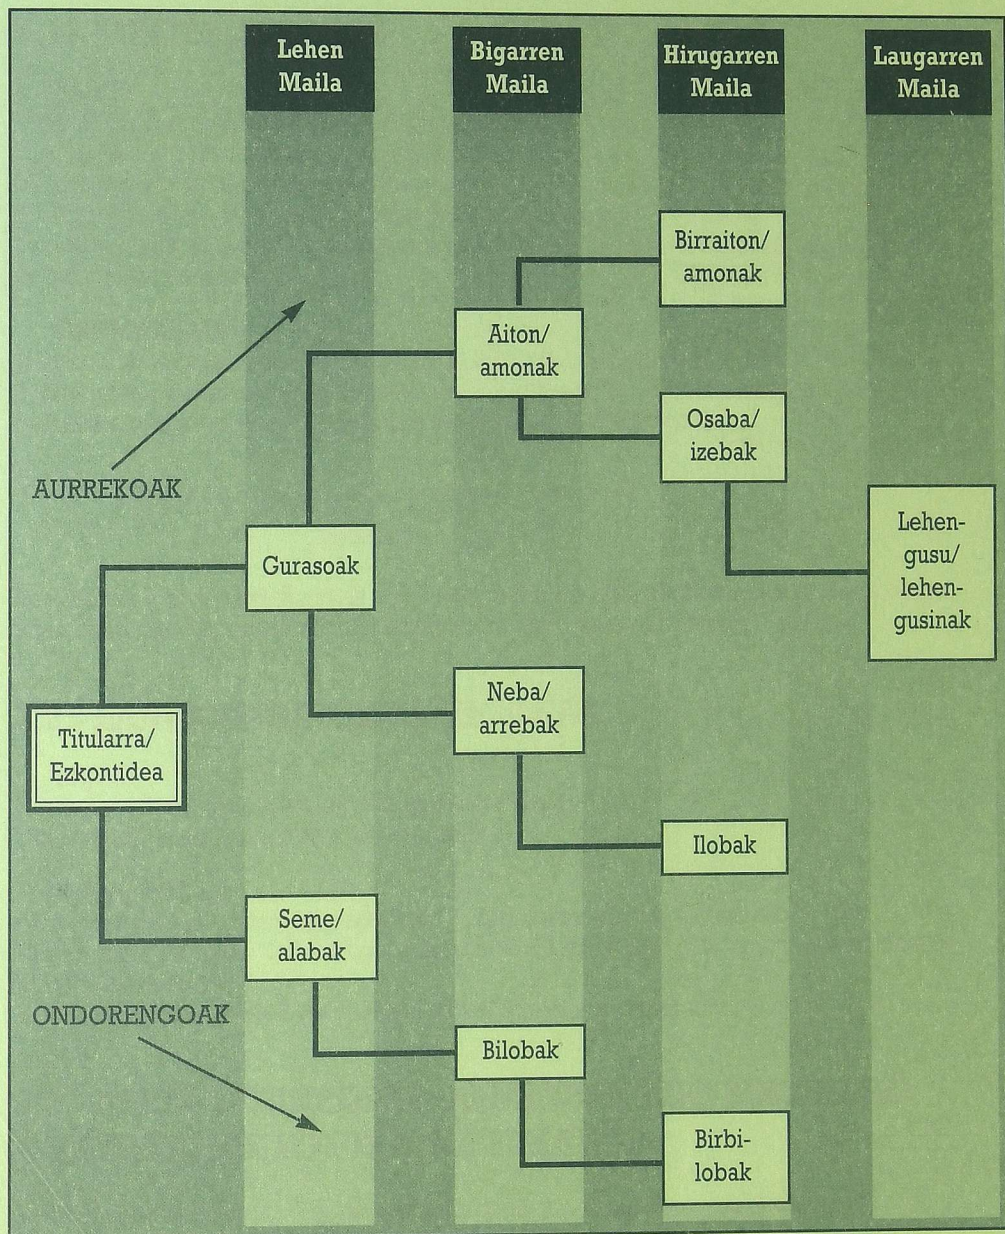 Lehen
Maila
Bigarren
Maila
Hirugarren
Maila
Laugarren
Maila
Birraiton/
amonak
Aiton/
amonak
Osaba/
izebak
AURREKOAK
Lehen-
gusu/
lehen-
gusinak
Gurasoak
Neba/
arrebak
Titularra/
Ezkontidea
Ilobak
Seme/
alabak
ONDORENGOAK
Bilobak
Birbi-
lobak